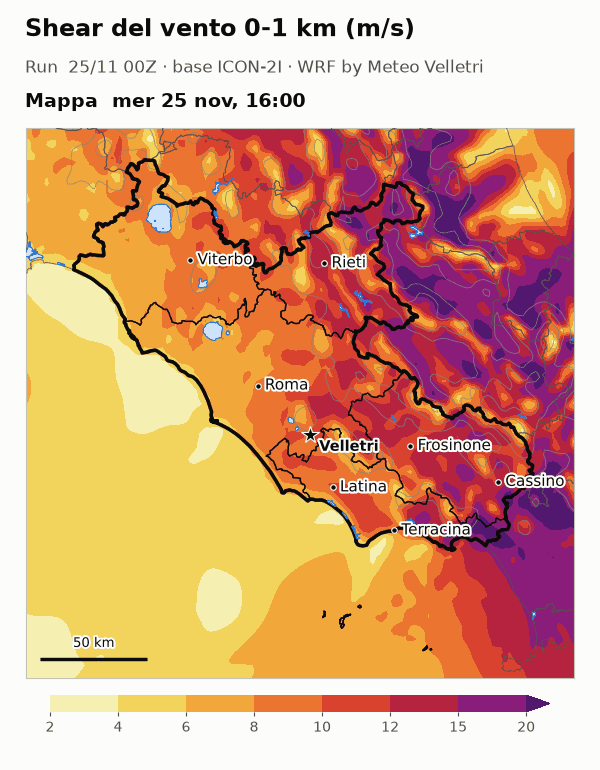 Shear del vento 0-1 km (m/s)
Run  25/11 00Z · base ICON-2I · WRF by Meteo Velletri
Mappa  mer 25 nov, 16:00
Viterbo
Rieti
Roma
Velletri
Frosinone
Latina
Cassino
Terracina
50 km
2 4 6 8 10 12 15 20